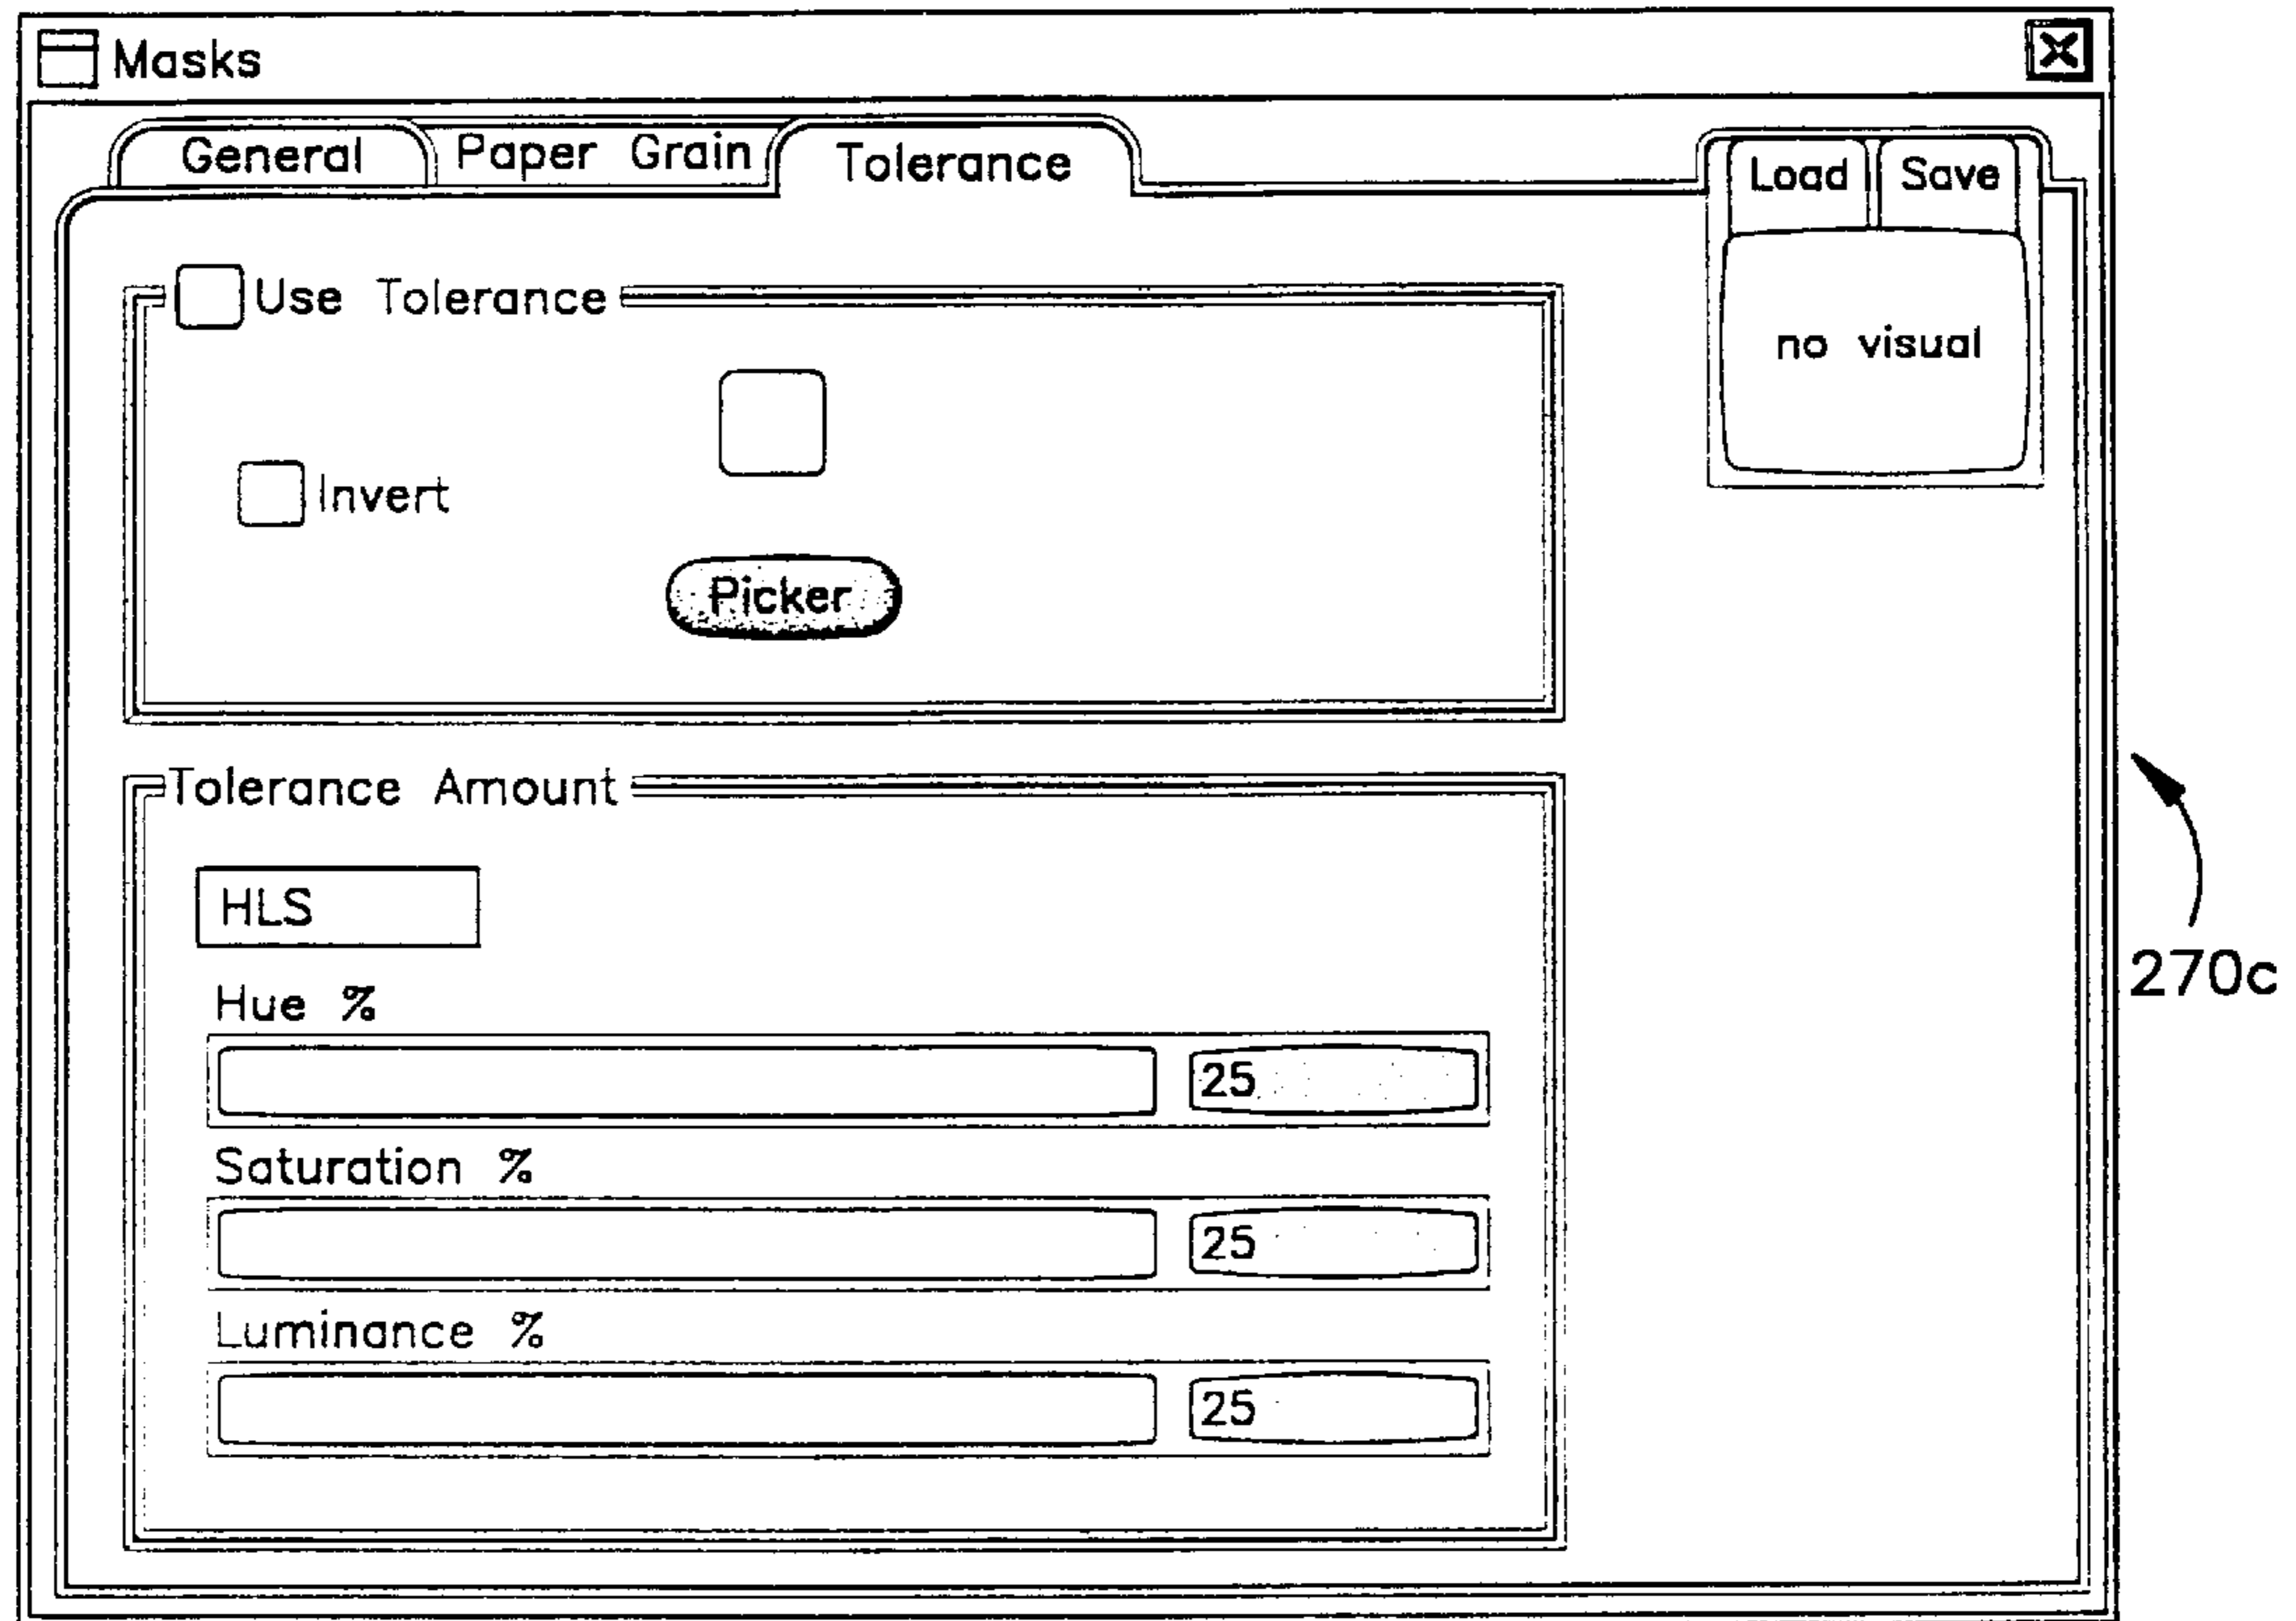 Masks
General Paper Grain Tolerance
Load Save
no visual
Use Tolerance
Invert
Picker
Tolerance Amount
HLS
Hue %
25
Saturation %
25
Luminance %
25
270c